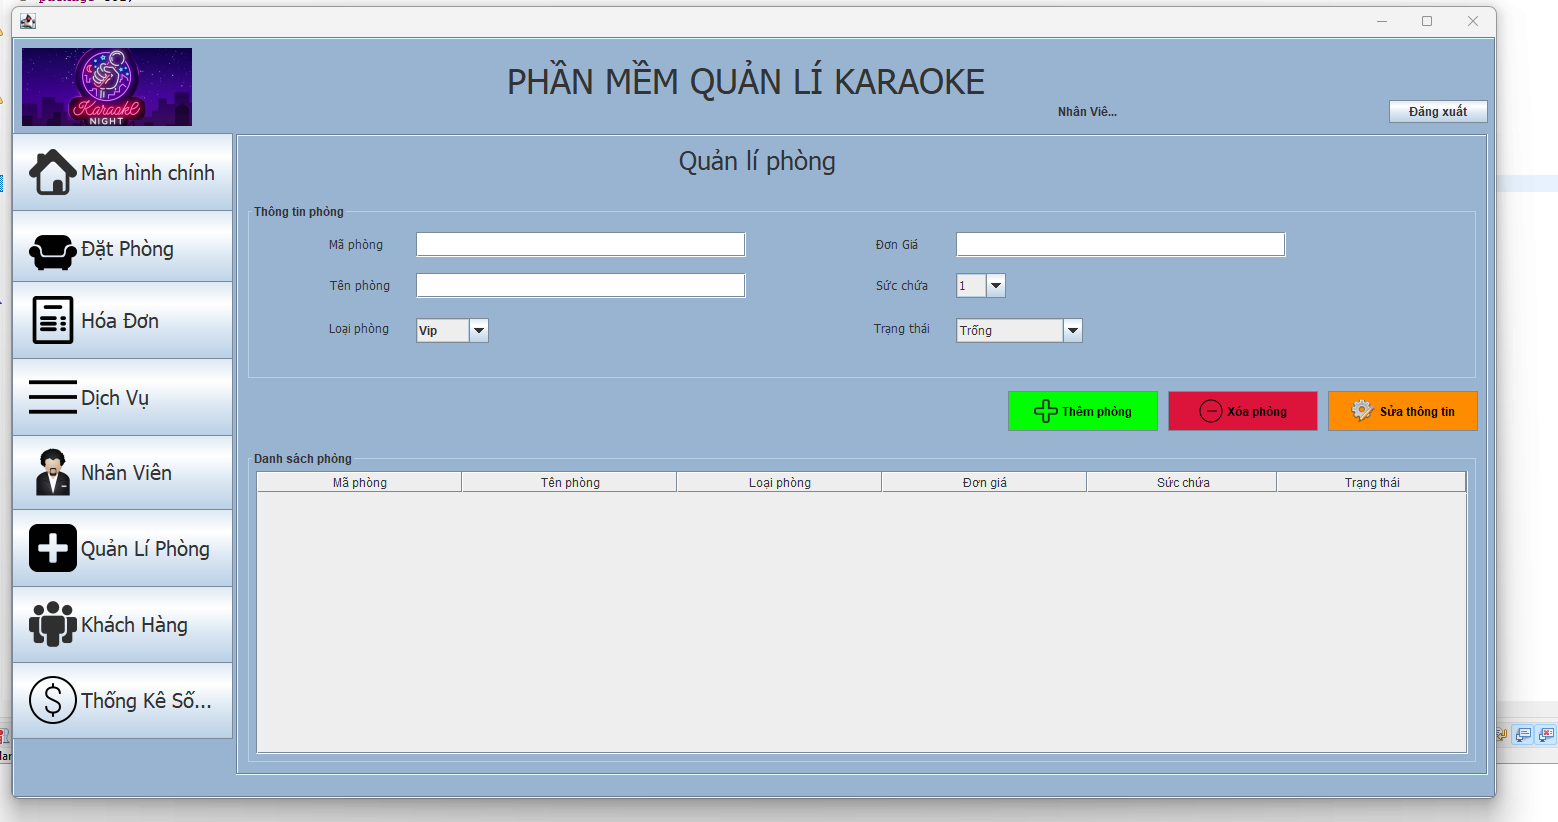 PHẦN MỀM QUẢN LÍ KARAOKE
Karaoke
NIGHT
Nhân Viê...
Đăng xuất
Màn hình chính
Đặt Phòng
Hóa Đơn
Dịch Vụ
Nhân Viên
Quản Lí Phòng
Khách Hàng
Thống Kê Số...
Quản lí phòng
Thông tin phòng
Mã phòng
Đơn Giá
Tên phòng
Sức chứa 1
Loại phòng Vip
Trạng thái Trống
Thêm phòng
Xóa phòng
Sửa thông tin
Danh sách phòng
Mã phòng Tên phòng Loại phòng Đơn giá Sức chứa Trạng thái